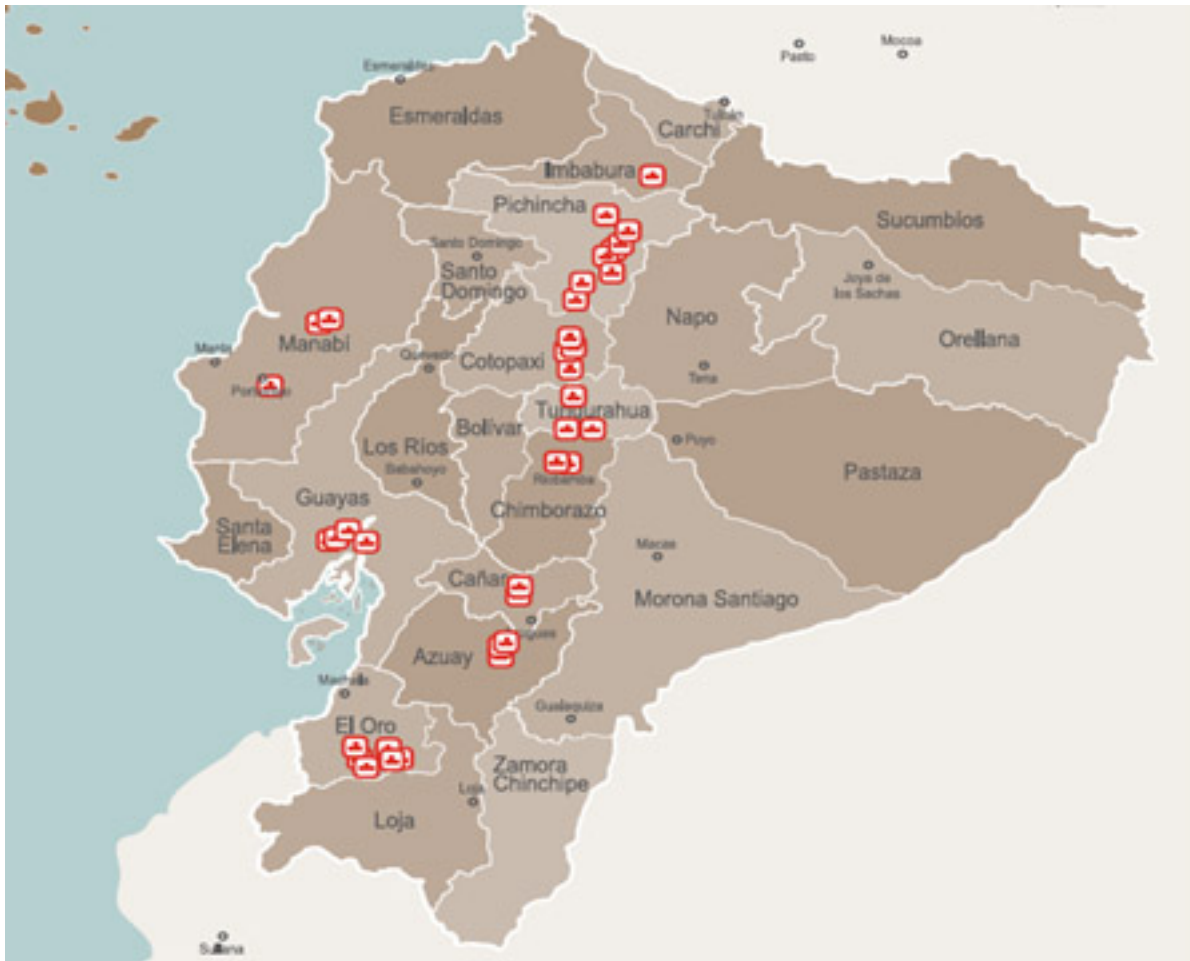 Mocoa
Pasto
Esmeraldas
Esmeraldas
Tulcán
Carchi
Imbabura
Pichincha
Sucumbíos
Santo Domingo
Santo
Domingo
Joya de
los Sachas
Napo
Orellana
Manabí
Manta
Quevedo
Cotopaxi
Tena
Portoviejo
Tungurahua
Bolívar
Los Ríos
Puyo
Babahoyo
Pastaza
Riobamba
Guayas
Chimborazo
Santa
Elena
Macas
Cañar
Morona Santiago
Azuay
Machala
Gualaquiza
El Oro
Zamora
Chinchipe
Loja
Loja
Sullana